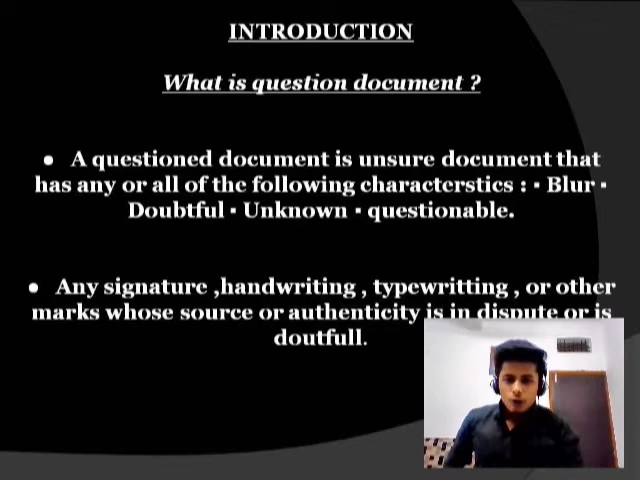 INTRODUCTION
What is question document ?
● A questioned document is unsure document that
has any or all of the following characterstics : ▪ Blur ▪
Doubtful ▪ Unknown ▪ questionable.
● Any signature ,handwriting , typewritting , or other
marks whose source or authenticity is in dispute or is
doutfull.